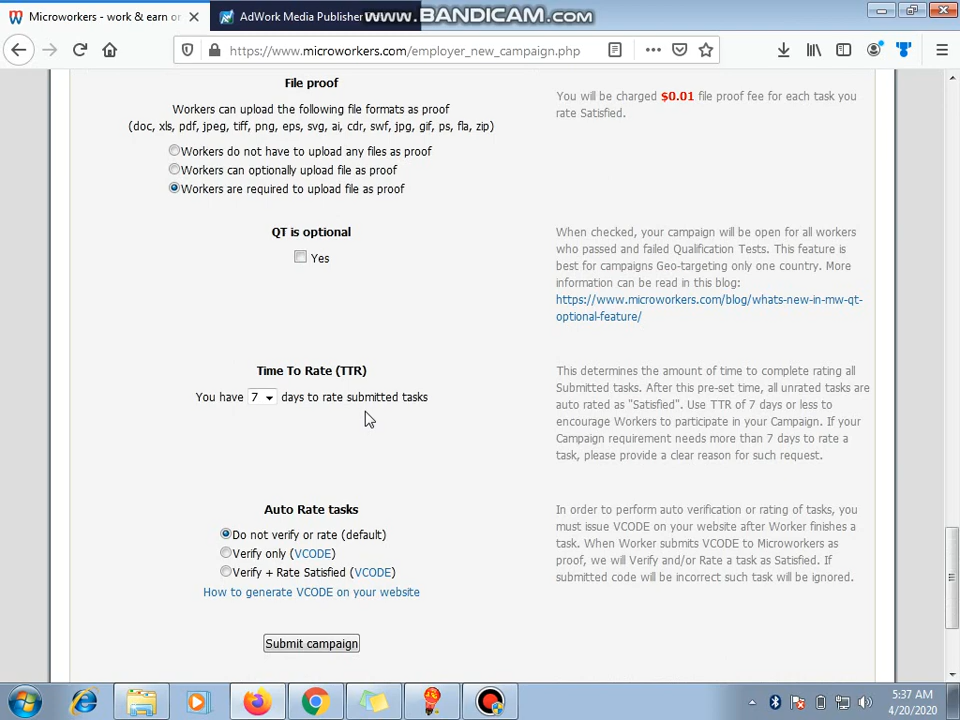 Microworkers - work & earn or
AdWork Media Publisher
www.BANDICAM.com
https://www.microworkers.com/employer_new_campaign.php
File proof
Workers can upload the following file formats as proof
(doc, xls, pdf, jpeg, tiff, png, eps, svg, ai, cdr, swf, jpg, gif, ps, fla, zip)
Workers do not have to upload any files as proof
Workers can optionally upload file as proof
Workers are required to upload file as proof
You will be charged $0.01 file proof fee for each task you
rate Satisfied.
QT is optional
Yes
When checked, your campaign will be open for all workers
who passed and failed Qualification Tests. This feature is
best for campaigns Geo-targeting only one country. More
information can be read in this blog:
https://www.microworkers.com/blog/whats-new-in-mw-qt-
optional-feature/
Time To Rate (TTR)
You have 7 days to rate submitted tasks
This determines the amount of time to complete rating all
Submitted tasks. After this pre-set time, all unrated tasks are
auto rated as "Satisfied". Use TTR of 7 days or less to
encourage Workers to participate in your Campaign. If your
Campaign requirement needs more than 7 days to rate a
task, please provide a clear reason for such request.
Auto Rate tasks
Do not verify or rate (default)
Verify only (VCODE)
Verify + Rate Satisfied (VCODE)
How to generate VCODE on your website
In order to perform auto verification or rating of tasks, you
must issue VCODE on your website after Worker finishes a
task. When Worker submits VCODE to Microworkers as
proof, we will Verify and/or Rate a task as Satisfied. If
submitted code will be incorrect such task will be ignored.
Submit campaign
5:37 AM
4/20/2020